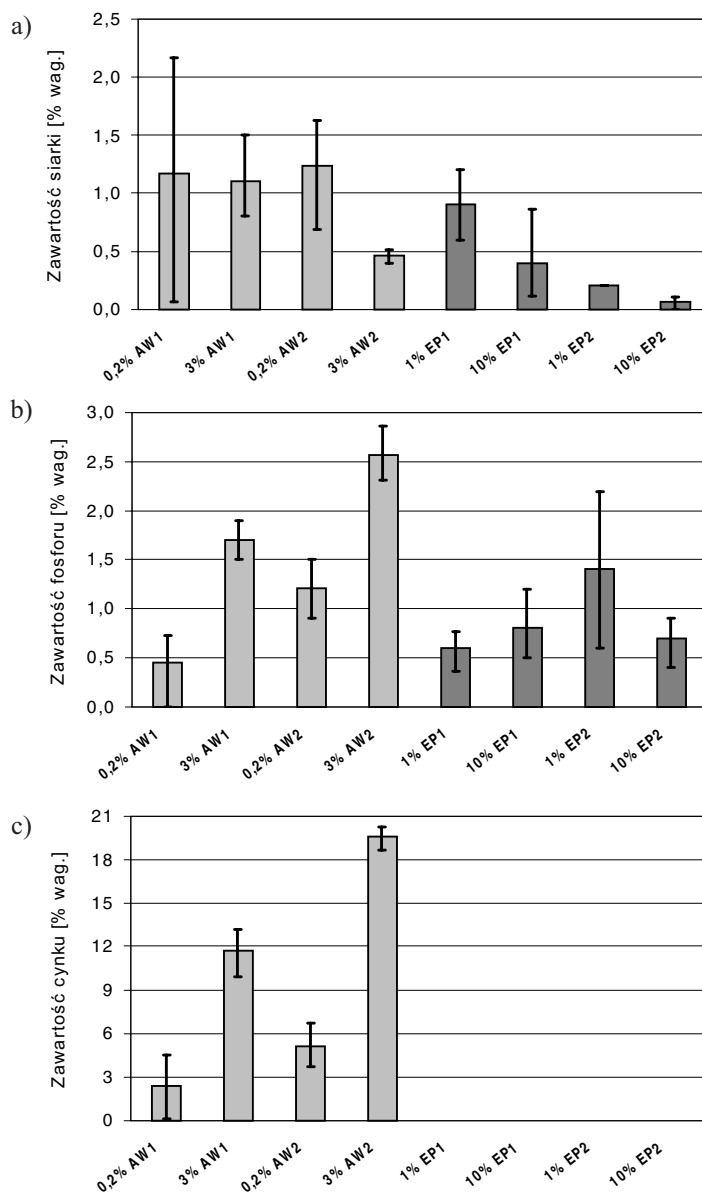 a)
Zawartość siarki [% wag.]
2,5
2,0
1,5
1,0
0,5
0,0
0,2% AW1
3% AW1
0,2% AW2
3% AW2
1% EP1
10% EP1
1% EP2
10% EP2
b)
Zawartość fosforu [% wag.]
3,0
2,5
2,0
1,5
1,0
0,5
0,0
0,2% AW1
3% AW1
0,2% AW2
3% AW2
1% EP1
10% EP1
1% EP2
10% EP2
c)
Zawartość cynku [% wag.]
21
18
15
12
9
6
3
0
0,2% AW1
3% AW1
0,2% AW2
3% AW2
1% EP1
10% EP1
1% EP2
10% EP2